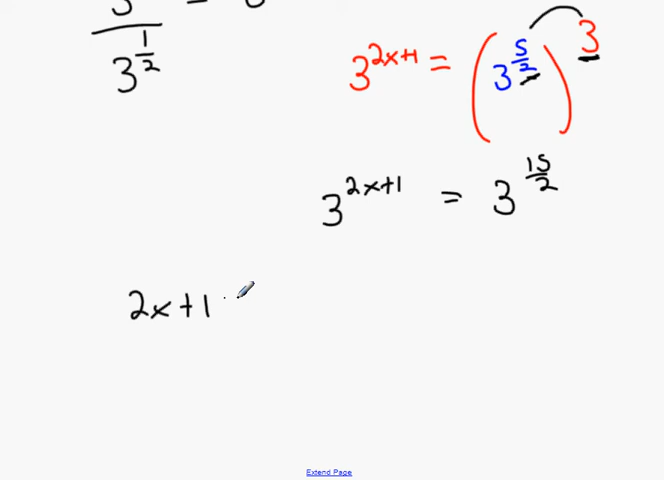 3^{1/2}
3^{2x+1} = (3^{5/2})^3
3^{2x+1} = 3^{15/2}
2x+1
Extend Page